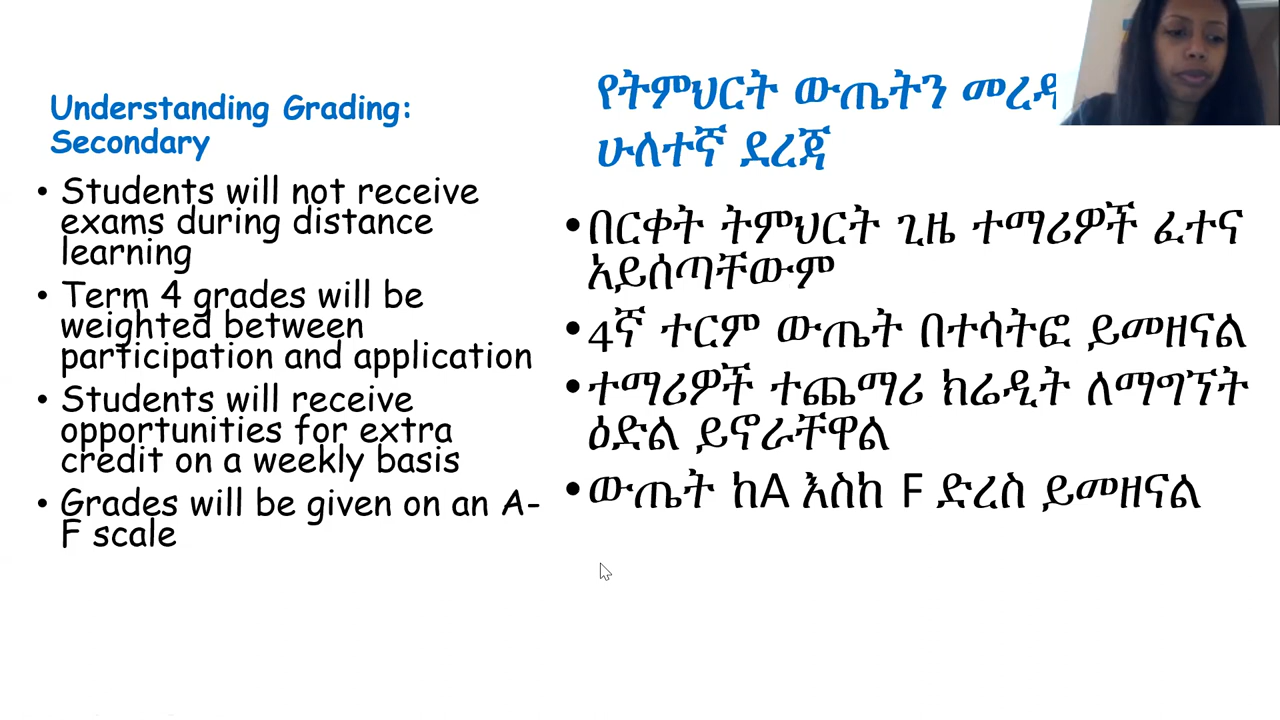 Understanding Grading:
Secondary
• Students will not receive
exams during distance
learning
• Term 4 grades will be
weighted between
participation and application
• Students will receive
opportunities for extra
credit on a weekly basis
• Grades will be given on an A-
F scale
የትምህርት ውጤትን
ሁለተኛ ደረጃ
•በርቀት ትምህርት ጊዜ ተማሪዎች ፈተና
አይሰጣቸውም
•4ኛ ተርም ውጤት በተሳትፎ ይመዘናል
•ተማሪዎች ተጨማሪ ክሬዲት ለማግኘት
ዕድል ይኖራቸዋል
•ውጤት ከA እስከ F ድረስ ይመዘናል